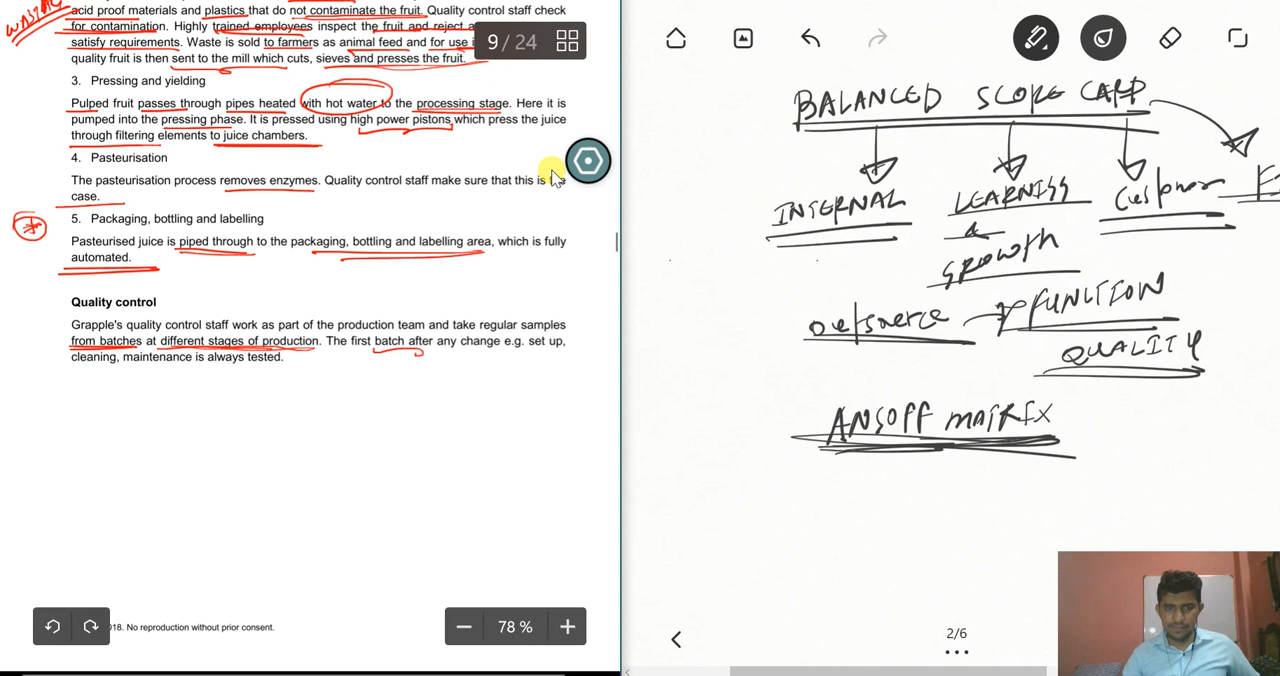 acid proof materials and plastics that do not contaminate the fruit. Quality control staff check
for contamination. Highly trained employees inspect the fruit and reject
satisfy requirements. Waste is sold to farmers as animal feed and for use
quality fruit is then sent to the mill which cuts, sieves and presses the fruit.
9 / 24
3. Pressing and yielding
Pulped fruit passes through pipes heated with hot water to the processing stage. Here it is
pumped into the pressing phase. It is pressed using high power pistons which press the juice
through filtering elements to juice chambers.
4. Pasteurisation
The pasteurisation process removes enzymes. Quality control staff make sure that this is
case.
5. Packaging, bottling and labelling
Pasteurised juice is piped through to the packaging, bottling and labelling area, which is fully
automated.
Quality control
Grapple's quality control staff work as part of the production team and take regular samples
from batches at different stages of production. The first batch after any change e.g. set up,
cleaning, maintenance is always tested.
018. No reproduction without prior consent.
78 %
BALANCED SCORE CARD
INTERNAL
LEARNING
&
GROWTH
Customer
Outsource
FUNCTION
QUALITY
ANSOFF MATRIX
2/6